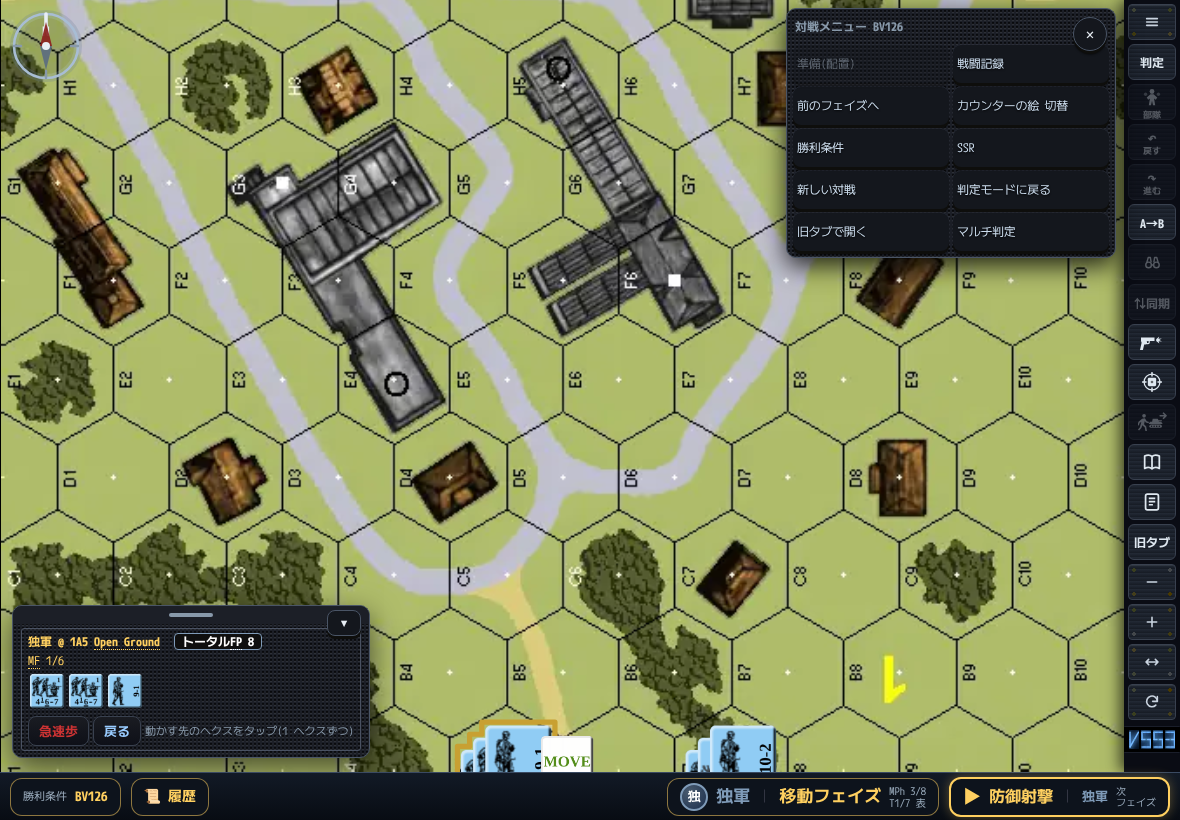 対戦メニュー BV126
×
準備(配置)
戦闘記録
前のフェイズへ
カウンターの絵 切替
勝利条件
SSR
新しい対戦
判定モードに戻る
旧タブで開く
マルチ判定
判定
部隊
戻す
進む
A→B
⇅同期
旧タブ
H1
H2
H3
H4
H5
H7
G1
G2
G3
G4
G5
G6
G7
F1
F2
F3
F4
F5
F6
F7
F8
F9
F10
E1
E2
E3
E4
E5
E6
E7
E8
E9
E10
D1
D2
D3
D4
D5
D6
D7
D8
D9
D10
C1
C2
C3
C4
C5
C6
C7
C8
C9
C10
B4
B5
B7
B8
B9
B10
1
独軍 @ 1A5 Open Ground トータルFP 8
MF 1/6
4-6-7
4-6-7
9-1
急速歩
戻る
動かす先のヘクスをタップ(1 ヘクスずつ)
MOVE
10-2
勝利条件 BV126
履歴
独 独軍
移動フェイズ
MPh 3/8
T1/7 表
防御射撃
独軍
次
フェイズ